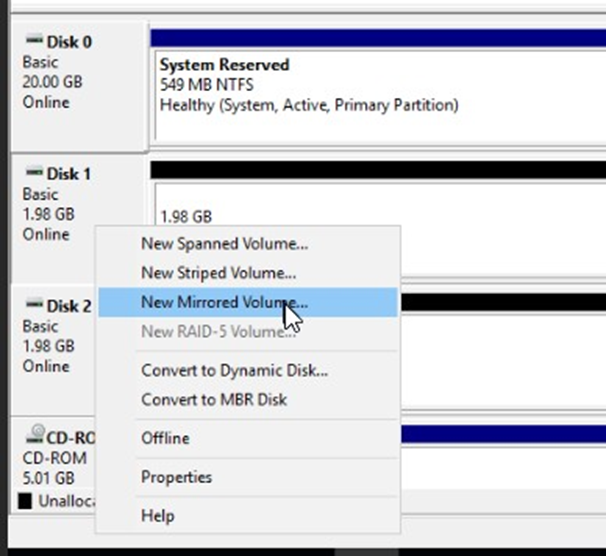 Disk 0
Basic
20.00 GB
Online
System Reserved
549 MB NTFS
Healthy (System, Active, Primary Partition)
Disk 1
Basic
1.98 GB
Online
1.98 GB
New Spanned Volume...
New Striped Volume...
New Mirrored Volume...
New RAID-5 Volume...
Convert to Dynamic Disk...
Convert to MBR Disk
Offline
Properties
Help
Disk 2
Basic
1.98 GB
Online
CD-RO
CD-ROM
5.01 GB
Unalloc